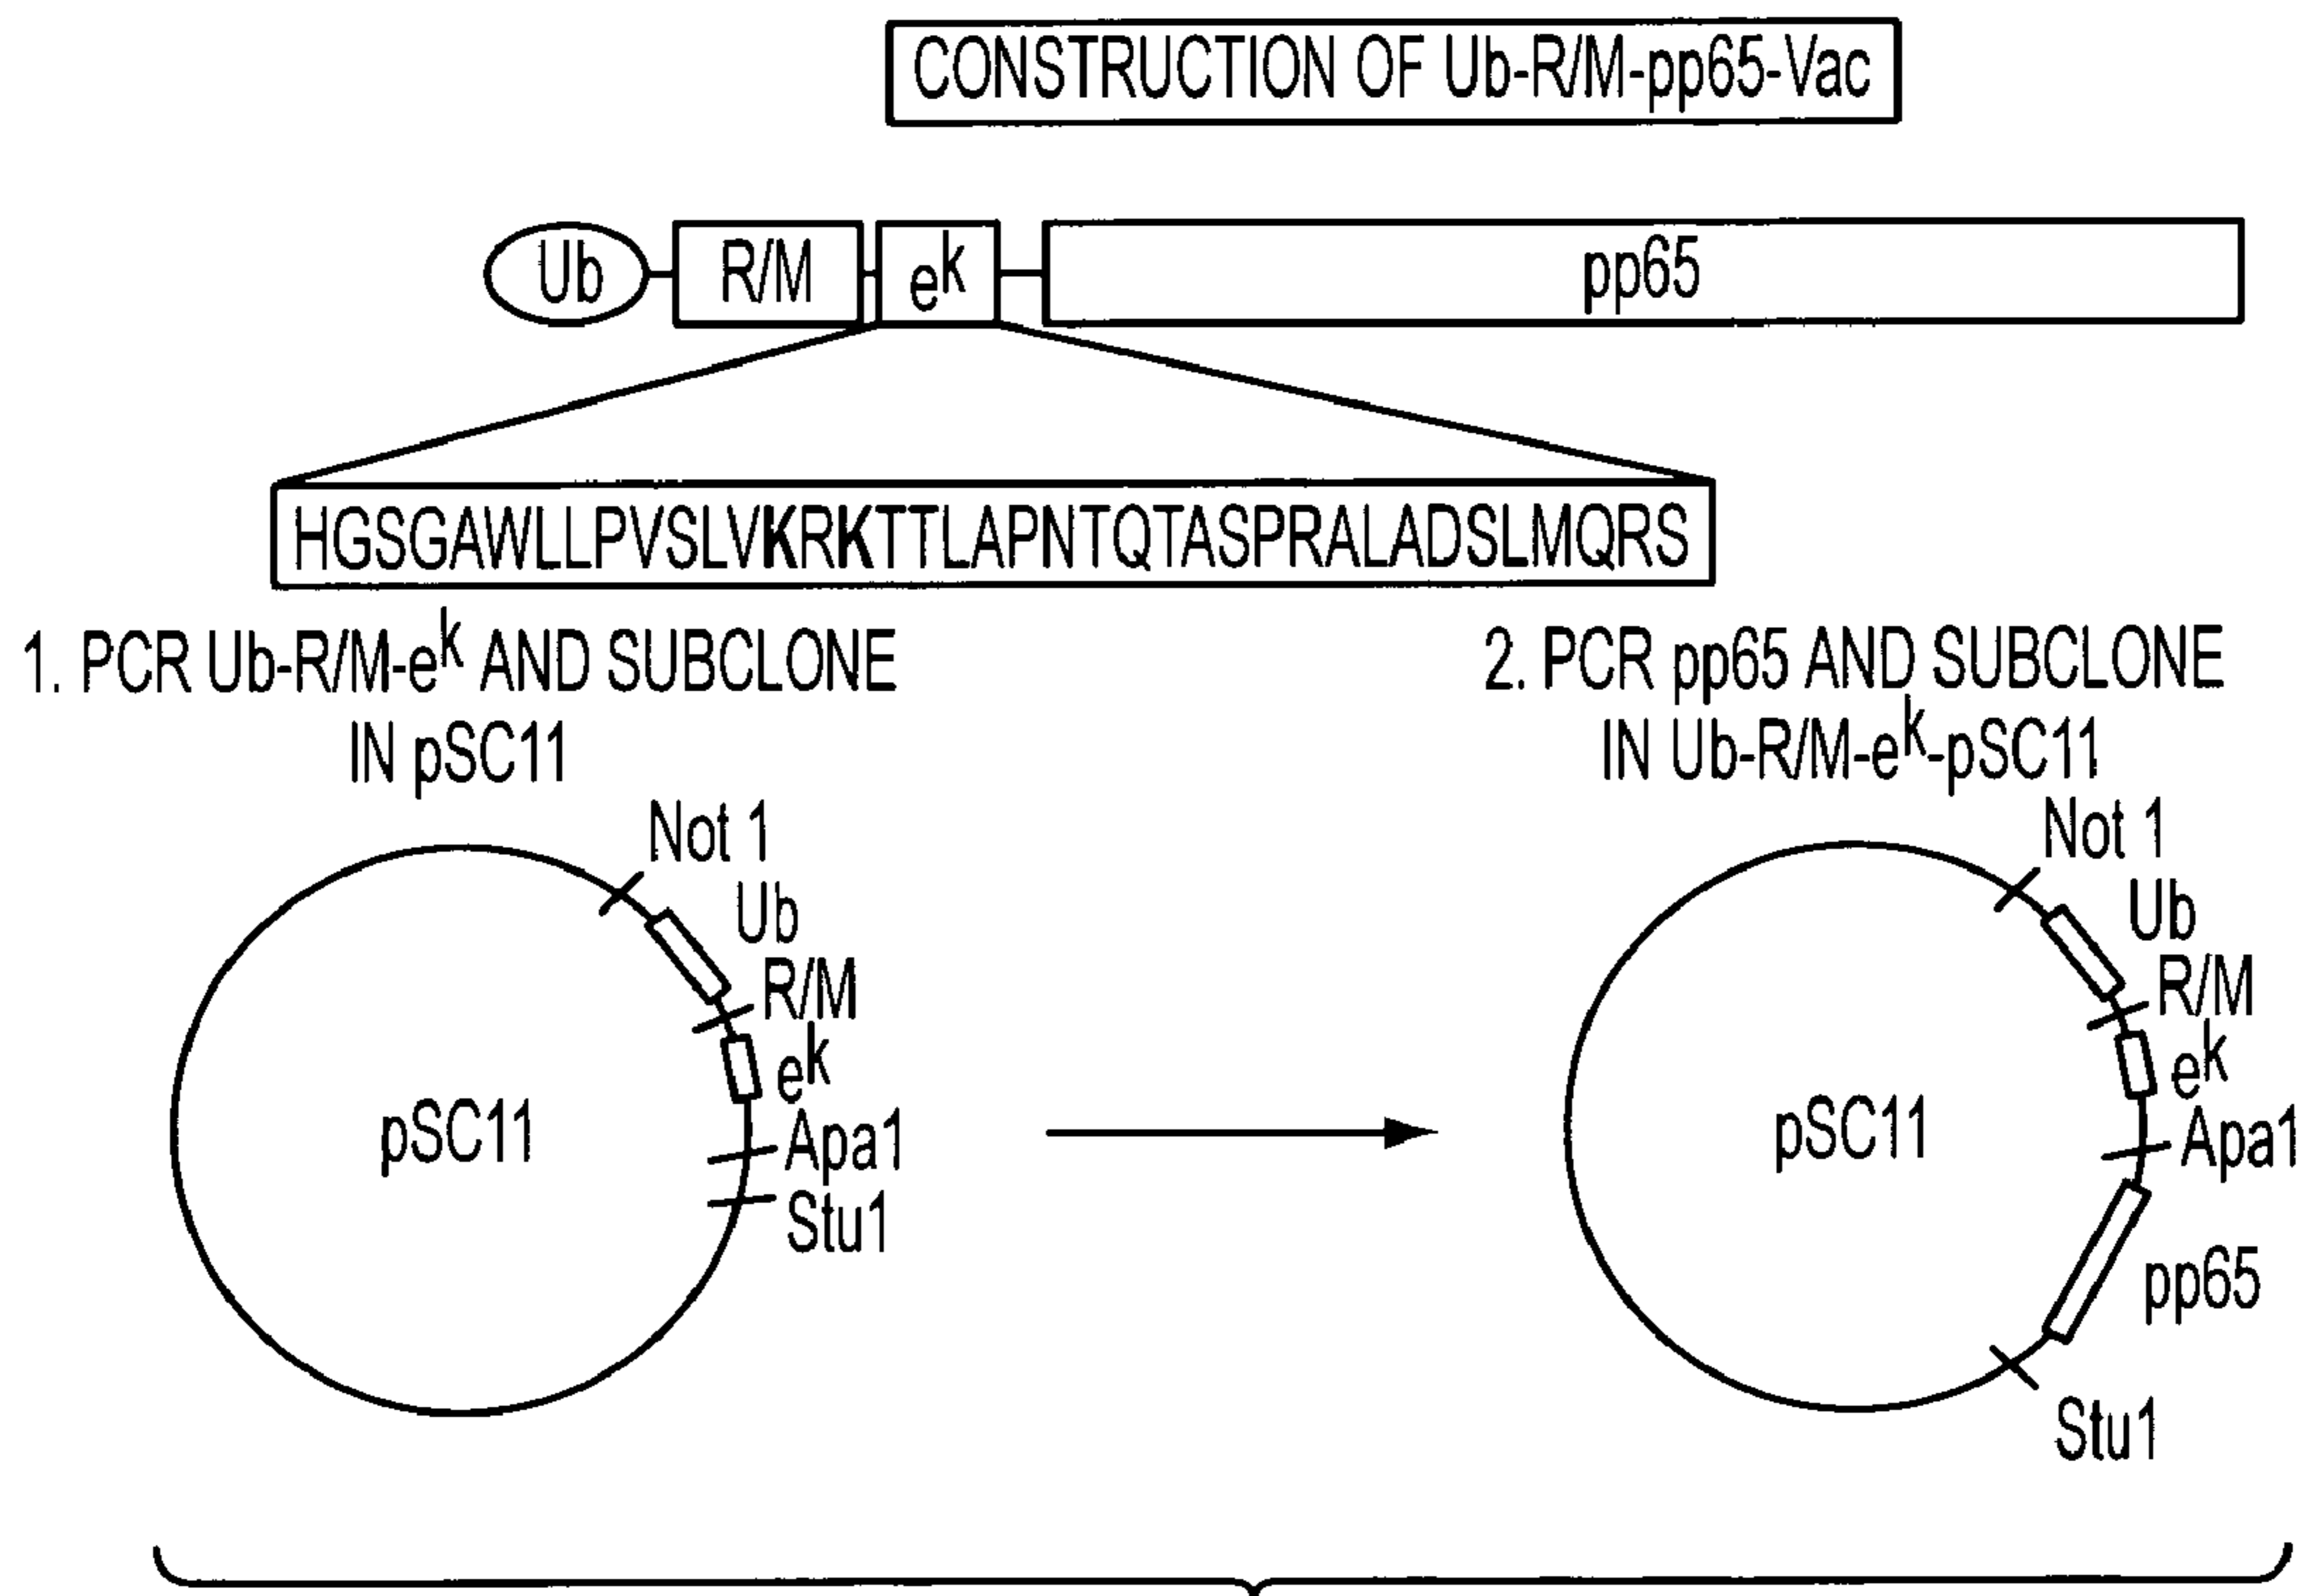 CONSTRUCTION OF Ub-R/M-pp65-Vac
Ub
R/M
e^k
pp65
HGSGAWLLPVSLVKRKTTLAPNTQTASPRALADSLMQRS
1. PCR Ub-R/M-e^k AND SUBCLONE
IN pSC11
2. PCR pp65 AND SUBCLONE
IN Ub-R/M-e^k-pSC11
Not 1
Ub
R/M
e^k
Apa1
Stu1
pSC11
Not 1
Ub
R/M
e^k
Apa1
pp65
Stu1
pSC11